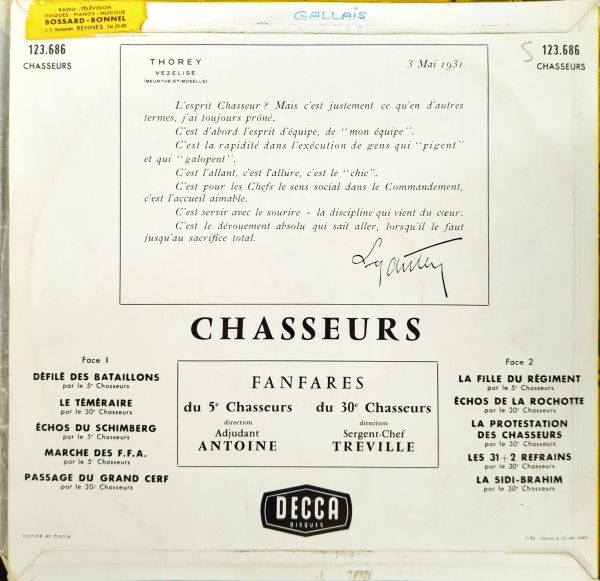 GALLAIS
RADIO - TÉLÉVISION
DISQUES - PIANOS - MUSIQUE
BOSSARD-BONNEL
RENNES
123.686
CHASSEURS
S 123.686
CHASSEURS
THOREY
VEZELISE
(MEURTHE-ET-MOSELLE)
3 Mai 1931
L'esprit Chasseur ? Mais c'est justement ce qu'en d'autres
termes, j'ai toujours prôné.
C'est d'abord l'esprit d'équipe, de "mon équipe".
C'est la rapidité dans l'exécution de gens qui "pigent"
et qui "galopent".
C'est l'allant, c'est l'allure, c'est le "chic".
C'est pour les Chefs le sens social dans le Commandement,
c'est l'accueil aimable.
C'est servir avec le sourire - la discipline qui vient du cœur.
C'est le dévouement absolu qui sait aller, lorsqu'il le faut
jusqu'au sacrifice total.
Lyautey
CHASSEURS
Face 1
DÉFILÉ DES BATAILLONS
par le 5e Chasseurs
LE TÉMÉRAIRE
par le 30e Chasseurs
ÉCHOS DU SCHIMBERG
par le 5e Chasseurs
MARCHE DES F.F.A.
par le 5e Chasseurs
PASSAGE DU GRAND CERF
par le 30e Chasseurs
FANFARES
du 5e Chasseurs du 30e Chasseurs
direction direction
Adjudant Sergent-Chef
ANTOINE TREVILLE
Face 2
LA FILLE DU RÉGIMENT
par le 5e Chasseurs
ÉCHOS DE LA ROCHOTTE
par le 30e Chasseurs
LA PROTESTATION
DES CHASSEURS
par le 30e Chasseurs
LES 31+2 REFRAINS
par le 30e Chasseurs
LA SIDI-BRAHIM
par le 30e Chasseurs
DECCA
DISQUES
Imprimé en France